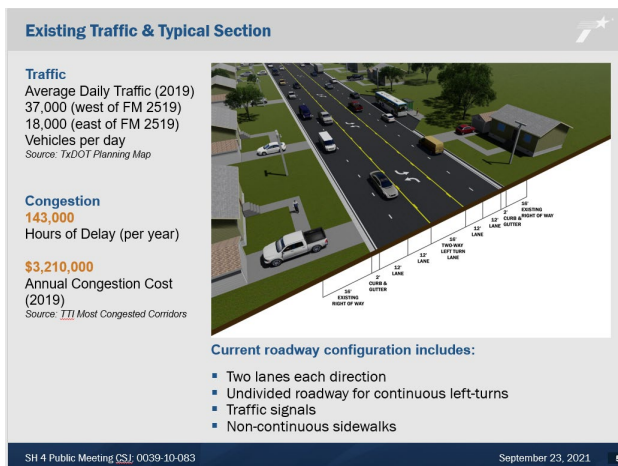 Existing Traffic & Typical Section
Traffic
Average Daily Traffic (2019)
37,000 (west of FM 2519)
18,000 (east of FM 2519)
Vehicles per day
Source: TxDOT Planning Map
Congestion
143,000
Hours of Delay (per year)
$3,210,000
Annual Congestion Cost
(2019)
Source: TTI Most Congested Corridors
16'
EXISTING
RIGHT OF WAY
2'
CURB &
GUTTER
12'
LANE
12'
LANE
16'
TWO-WAY
LEFT TURN
LANE
12'
LANE
12'
LANE
2'
CURB &
GUTTER
16'
EXISTING
RIGHT OF WAY
Current roadway configuration includes:
▪ Two lanes each direction
▪ Undivided roadway for continuous left-turns
▪ Traffic signals
▪ Non-continuous sidewalks
SH 4 Public Meeting CSJ: 0039-10-083
September 23, 2021